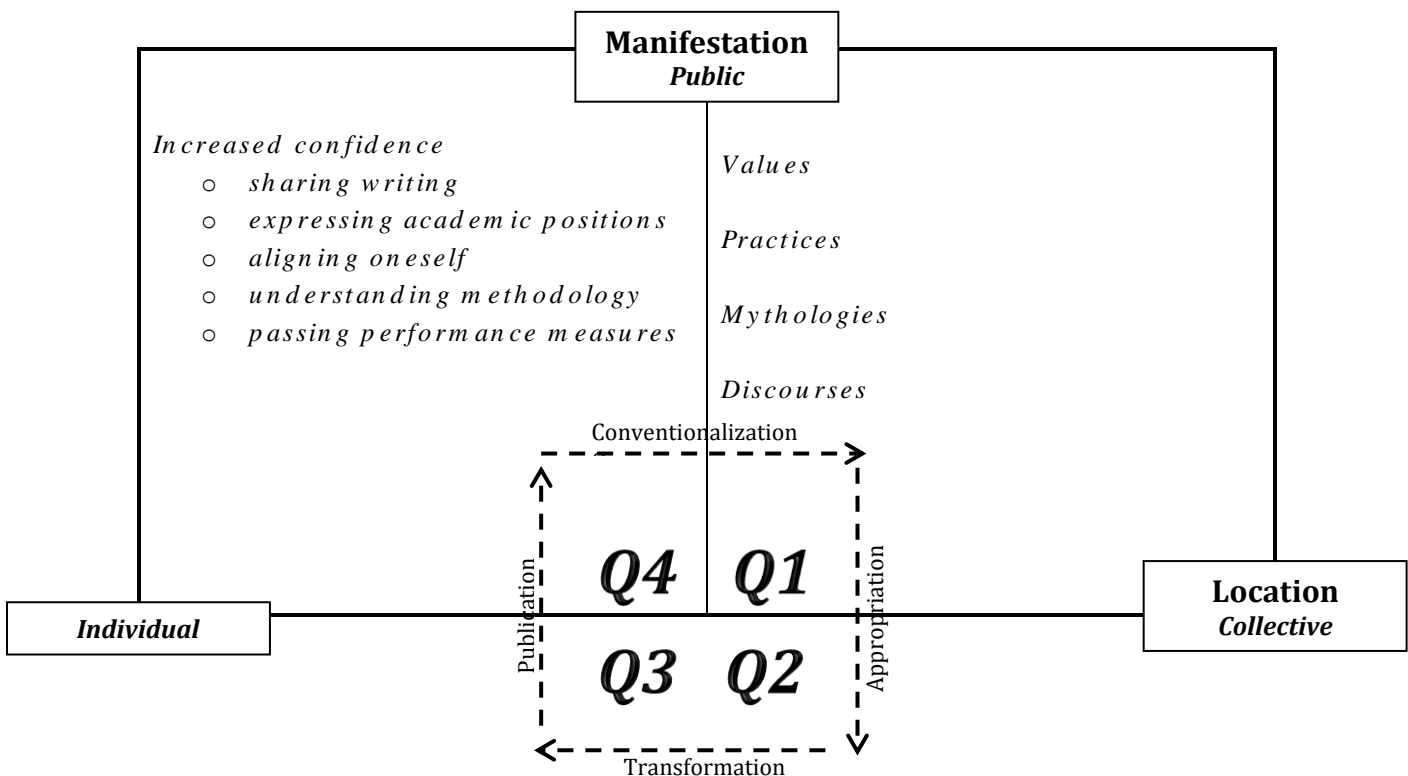 Manifestation
Public
Increased confidence
o sharing writing
o expressing academic positions
o aligning oneself
o understanding methodology
o passing performance measures
Values
Practices
Mythologies
Discourses
Conventionalization
Publication
Appropriation
Q4
Q1
Individual
Location
Collective
Q3
Q2
Transformation